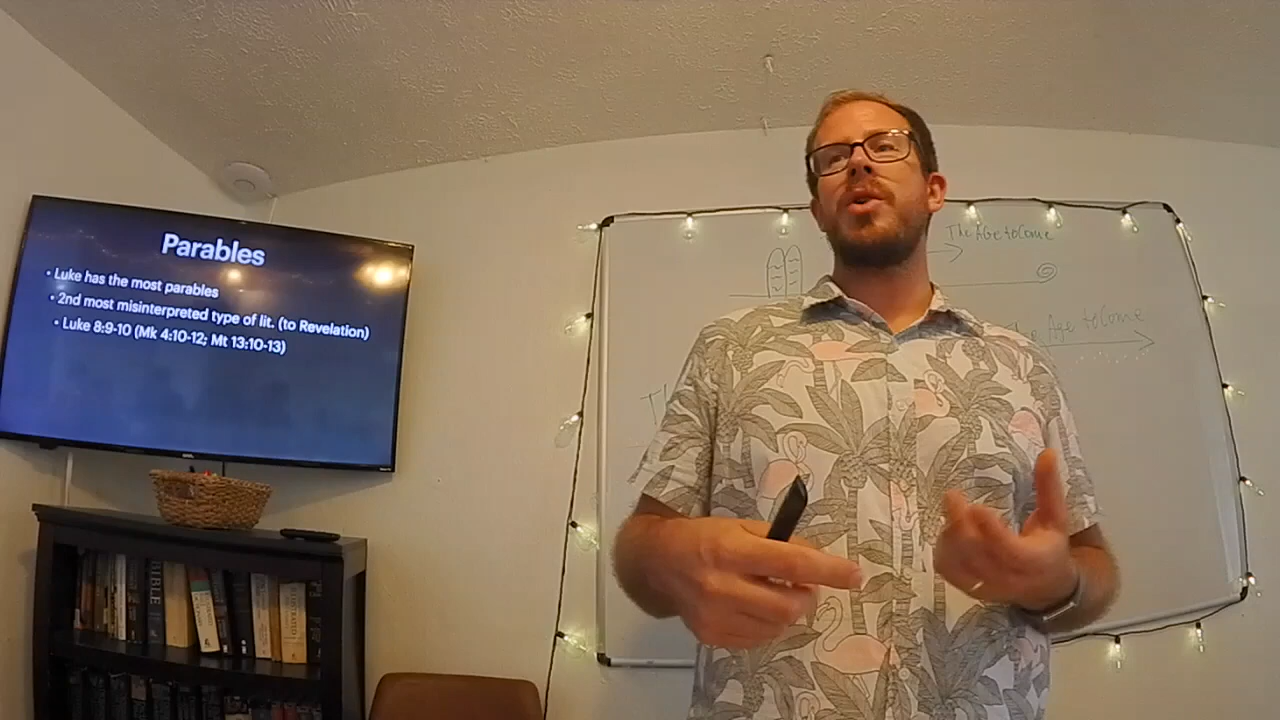 Parables
• Luke has the most parables
• 2nd most misinterpreted type of lit. (to Revelation)
• Luke 8:9-10 (Mk 4:10-12; Mt 13:10-13)
The Age to Come
Age to Come
BIBLE